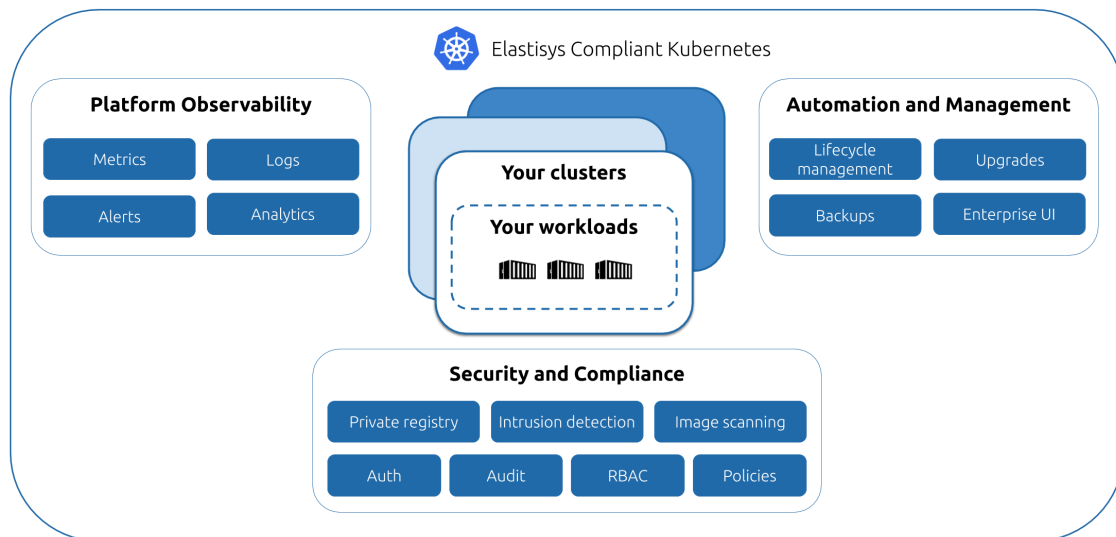 Elastisys Compliant Kubernetes
Platform Observability
Metrics
Logs
Alerts
Analytics
Your clusters
Your workloads
Automation and Management
Lifecycle
management
Upgrades
Backups
Enterprise UI
Security and Compliance
Private registry
Intrusion detection
Image scanning
Auth
Audit
RBAC
Policies